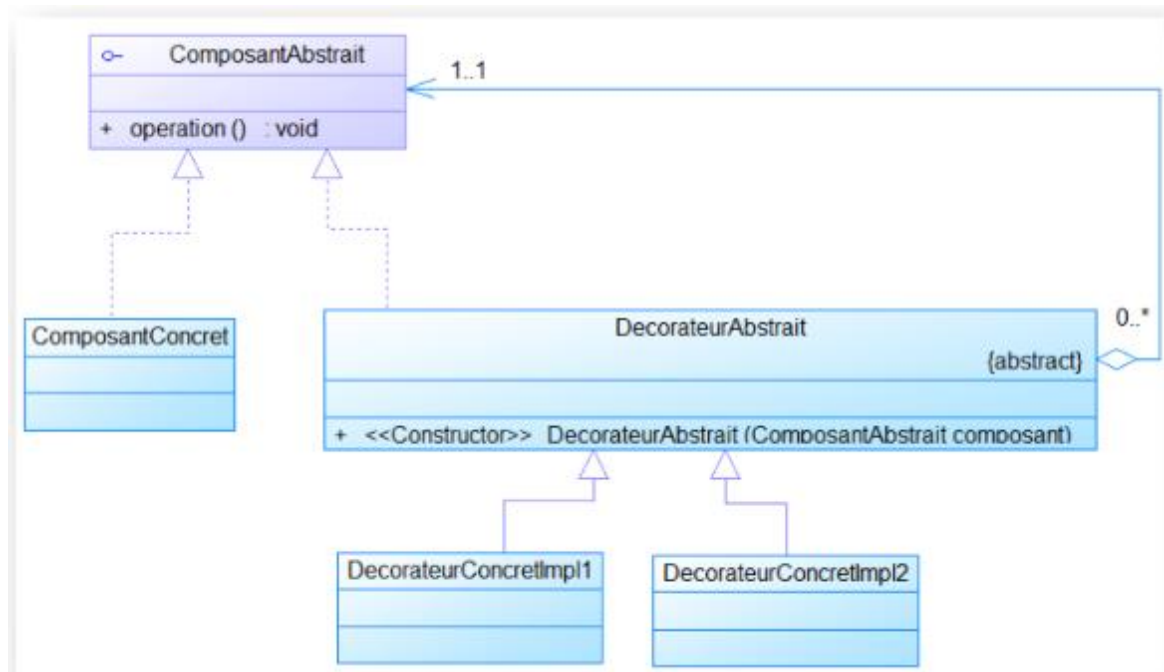 ComposantAbstrait
1..1
+ operation () : void
ComposantConcret
DecorateurAbstrait
0..*
{abstract}
+ <<Constructor>> DecorateurAbstrait (ComposantAbstrait composant)
DecorateurConcretImpl1
DecorateurConcretImpl2